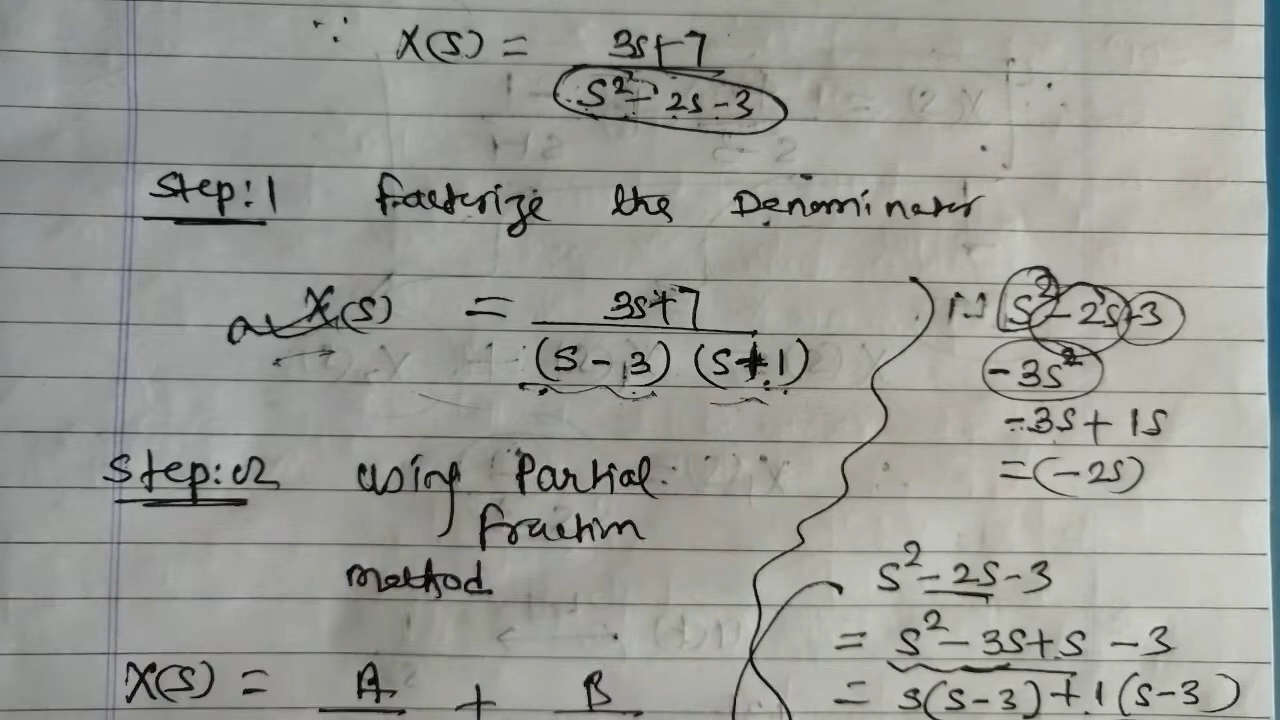 ∵ X(s) = 3s+7
s² - 2s - 3
Step:1 factorize the Denominator
X(s) = 3s+7
(s - 3) (s+1)
Step:02 using Partial
fraction
method
X(s) = A + B
s² - 2s - 3
-3s²
-3s + 1s
= (-2s)
s² - 2s - 3
= s² - 3s + s - 3
= s(s-3) + 1(s-3)